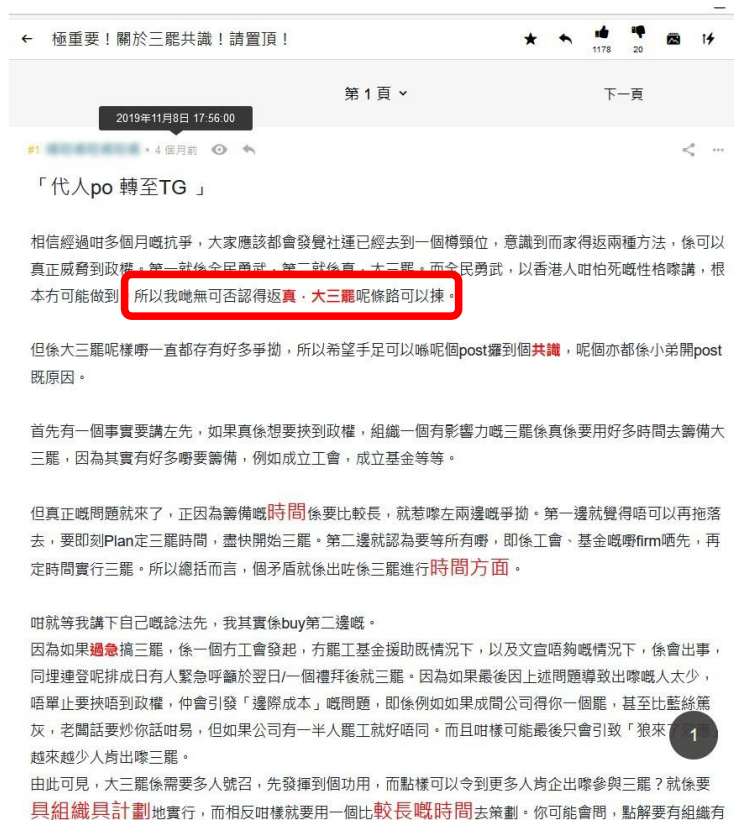 極重要！關於三罷共識！請置頂！
1178
20
第 1 頁
下一頁
2019年11月8日 17:56:00
#1
• 4 個月前
「代人po 轉至TG 」
相信經過咁多個月嘅抗爭，大家應該都會發覺社運已經去到一個樽頸位，意識到而家得返兩種方法，係可以
真正威脅到政權。第一就係全民勇武，第二就係真．大三罷。而全民勇武，以香港人咁怕死嘅性格嚟講，根
本冇可能做到
所以我哋無可否認得返真．大三罷呢條路可以揀。
但係大三罷呢樣嘢一直都存有好多爭拗，所以希望手足可以喺呢個post攞到個共識，呢個亦都係小弟開post
既原因。
首先有一個事實要講左先，如果真係想要挾到政權，組織一個有影響力嘅三罷係真係要用好多時間去籌備大
三罷，因為其實有好多嘢要籌備，例如成立工會，成立基金等等。
但真正嘅問題就來了，正因為籌備嘅時間係要比較長，就惹嚟左兩邊嘅爭拗。第一邊就覺得唔可以再拖落
去，要即刻Plan定三罷時間，盡快開始三罷。第二邊就認為要等所有嘢，即係工會、基金嘅嘢firm哂先，再
定時間實行三罷。所以總括而言，個矛盾就係出咗係三罷進行時間方面。
咁就等我講下自己嘅諗法先，我其實係buy第二邊嘅。
因為如果過急搞三罷，係一個冇工會發起，冇罷工基金援助既情況下，以及文宣唔夠嘅情況下，係會出事，
同埋連登呢排成日有人緊急呼籲於翌日/一個禮拜後就三罷。因為如果最後因上述問題導致出嚟嘅人太少，
唔單止要挾唔到政權，仲會引發「邊際成本」嘅問題，即係例如如果成間公司得你一個罷，甚至比藍絲篤
灰，老闆話要炒你話咁易，但如果公司有一半人罷工就好唔同。而且咁樣可能最後只會引致「狼來
越來越少人肯出嚟三罷。
1
由此可見，大三罷係需要多人號召，先發揮到個功用，而點樣可以令到更多人肯企出嚟參與三罷？就係要
具組織具計劃地實行，而相反咁樣就要用一個比較長嘅時間去策劃。你可能會問，點解要有組織有